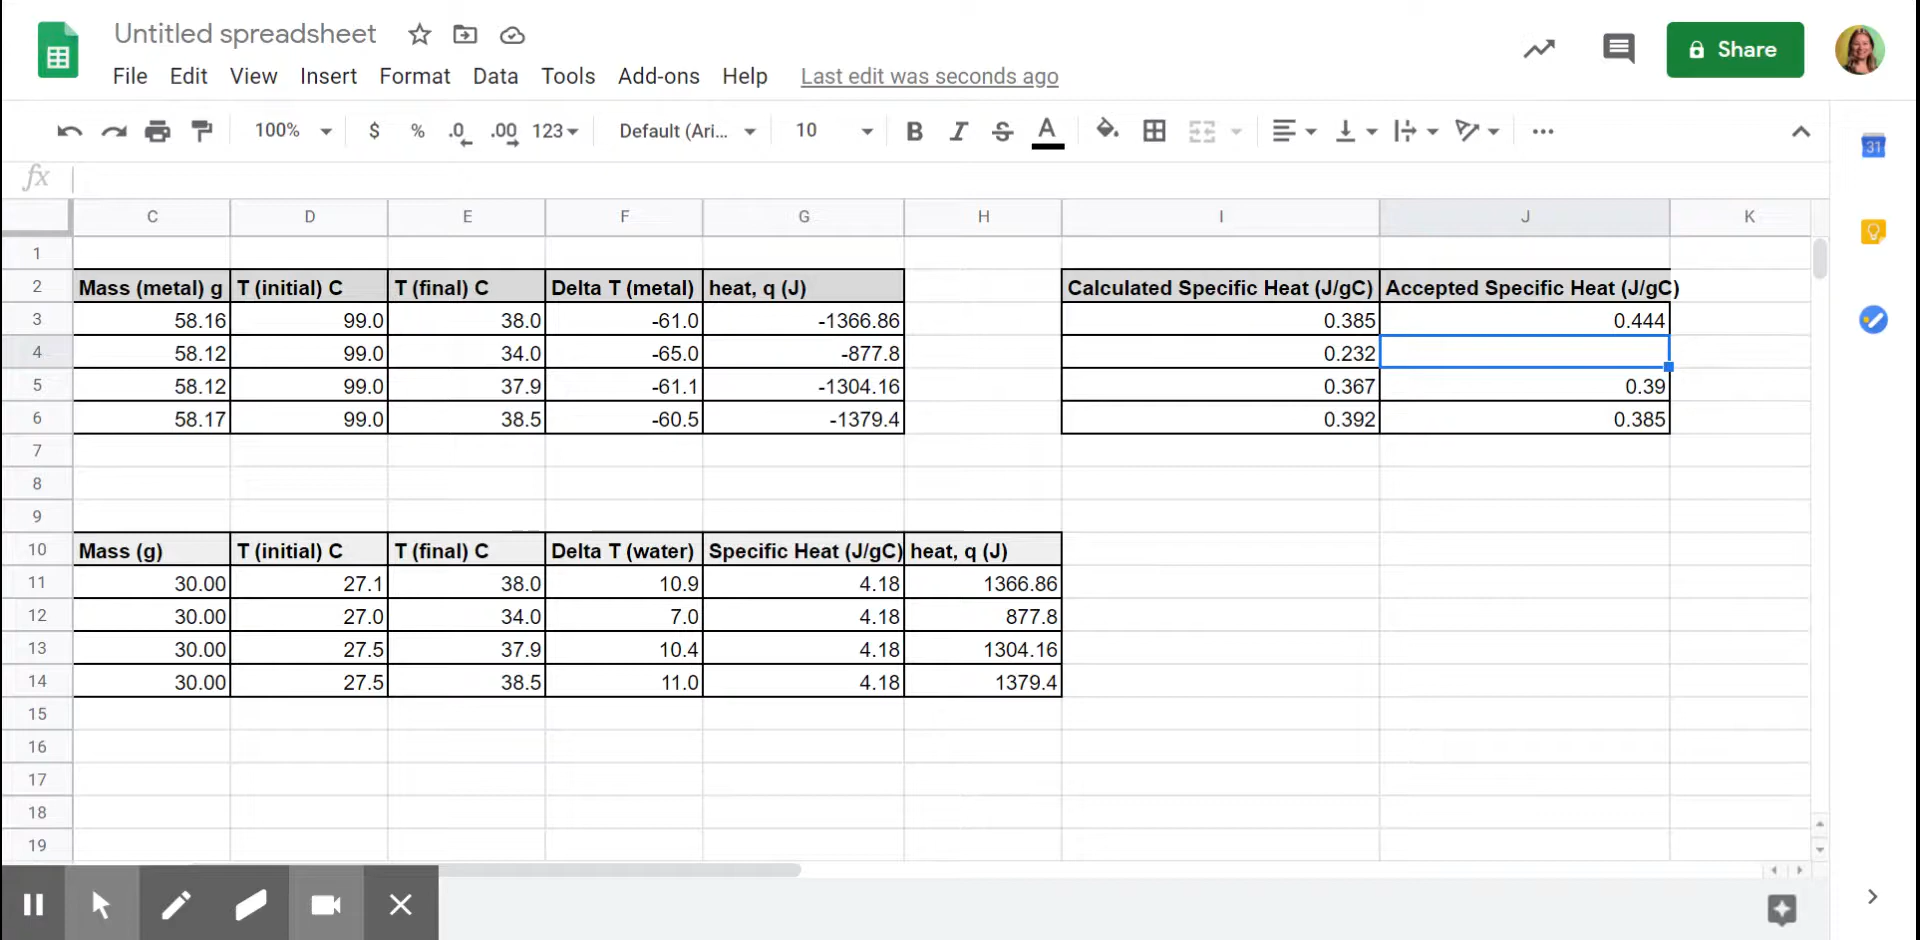 Untitled spreadsheet
File Edit View Insert Format Data Tools Add-ons Help Last edit was seconds ago
Share
100% $ % .0 .00 123 Default (Ari... 10 B I S A
31
fx
C D E F G H I J K
1
2 Mass (metal) g T (initial) C T (final) C Delta T (metal) heat, q (J) Calculated Specific Heat (J/gC) Accepted Specific Heat (J/gC)
3 58.16 99.0 38.0 -61.0 -1366.86 0.385 0.444
4 58.12 99.0 34.0 -65.0 -877.8 0.232
5 58.12 99.0 37.9 -61.1 -1304.16 0.367 0.39
6 58.17 99.0 38.5 -60.5 -1379.4 0.392 0.385
7
8
9
10 Mass (g) T (initial) C T (final) C Delta T (water) Specific Heat (J/gC) heat, q (J)
11 30.00 27.1 38.0 10.9 4.18 1366.86
12 30.00 27.0 34.0 7.0 4.18 877.8
13 30.00 27.5 37.9 10.4 4.18 1304.16
14 30.00 27.5 38.5 11.0 4.18 1379.4
15
16
17
18
19